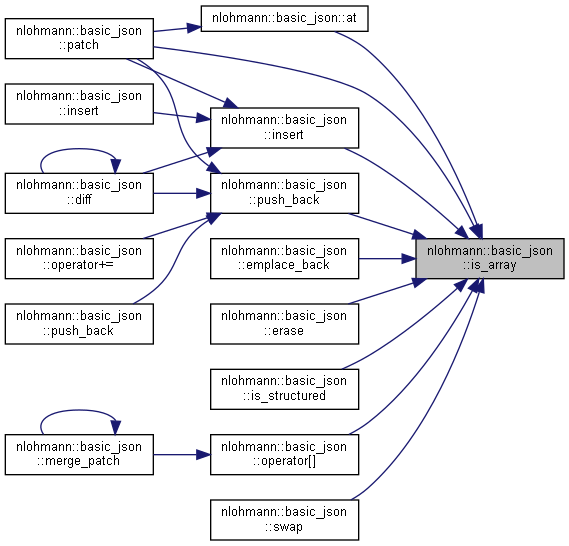 nlohmann::basic_json
::patch
nlohmann::basic_json::at
nlohmann::basic_json
::insert
nlohmann::basic_json
::insert
nlohmann::basic_json
::diff
nlohmann::basic_json
::push_back
nlohmann::basic_json
::operator+=
nlohmann::basic_json
::emplace_back
nlohmann::basic_json
::is_array
nlohmann::basic_json
::push_back
nlohmann::basic_json
::erase
nlohmann::basic_json
::is_structured
nlohmann::basic_json
::merge_patch
nlohmann::basic_json
::operator[]
nlohmann::basic_json
::swap